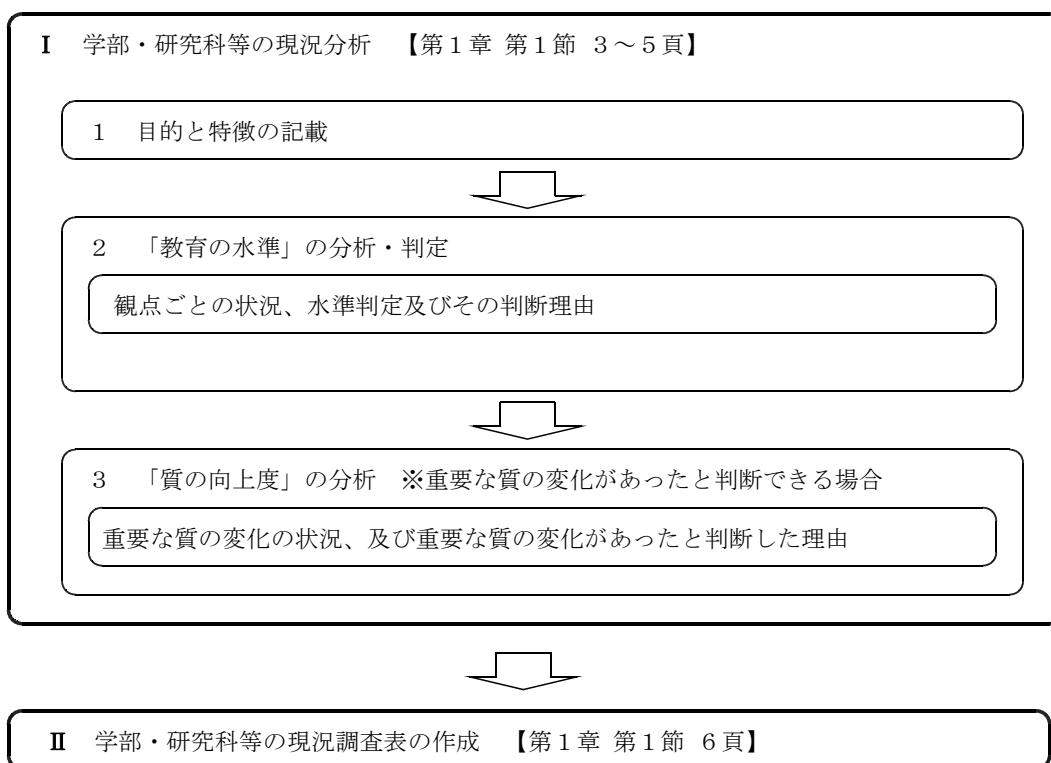 Ⅰ　学部・研究科等の現況分析　【第１章 第１節 ３～５頁】
１　目的と特徴の記載
２　「教育の水準」の分析・判定
観点ごとの状況、水準判定及びその判断理由
３　「質の向上度」の分析　※重要な質の変化があったと判断できる場合
重要な質の変化の状況、及び重要な質の変化があったと判断した理由
Ⅱ　学部・研究科等の現況調査表の作成　【第１章 第１節 ６頁】